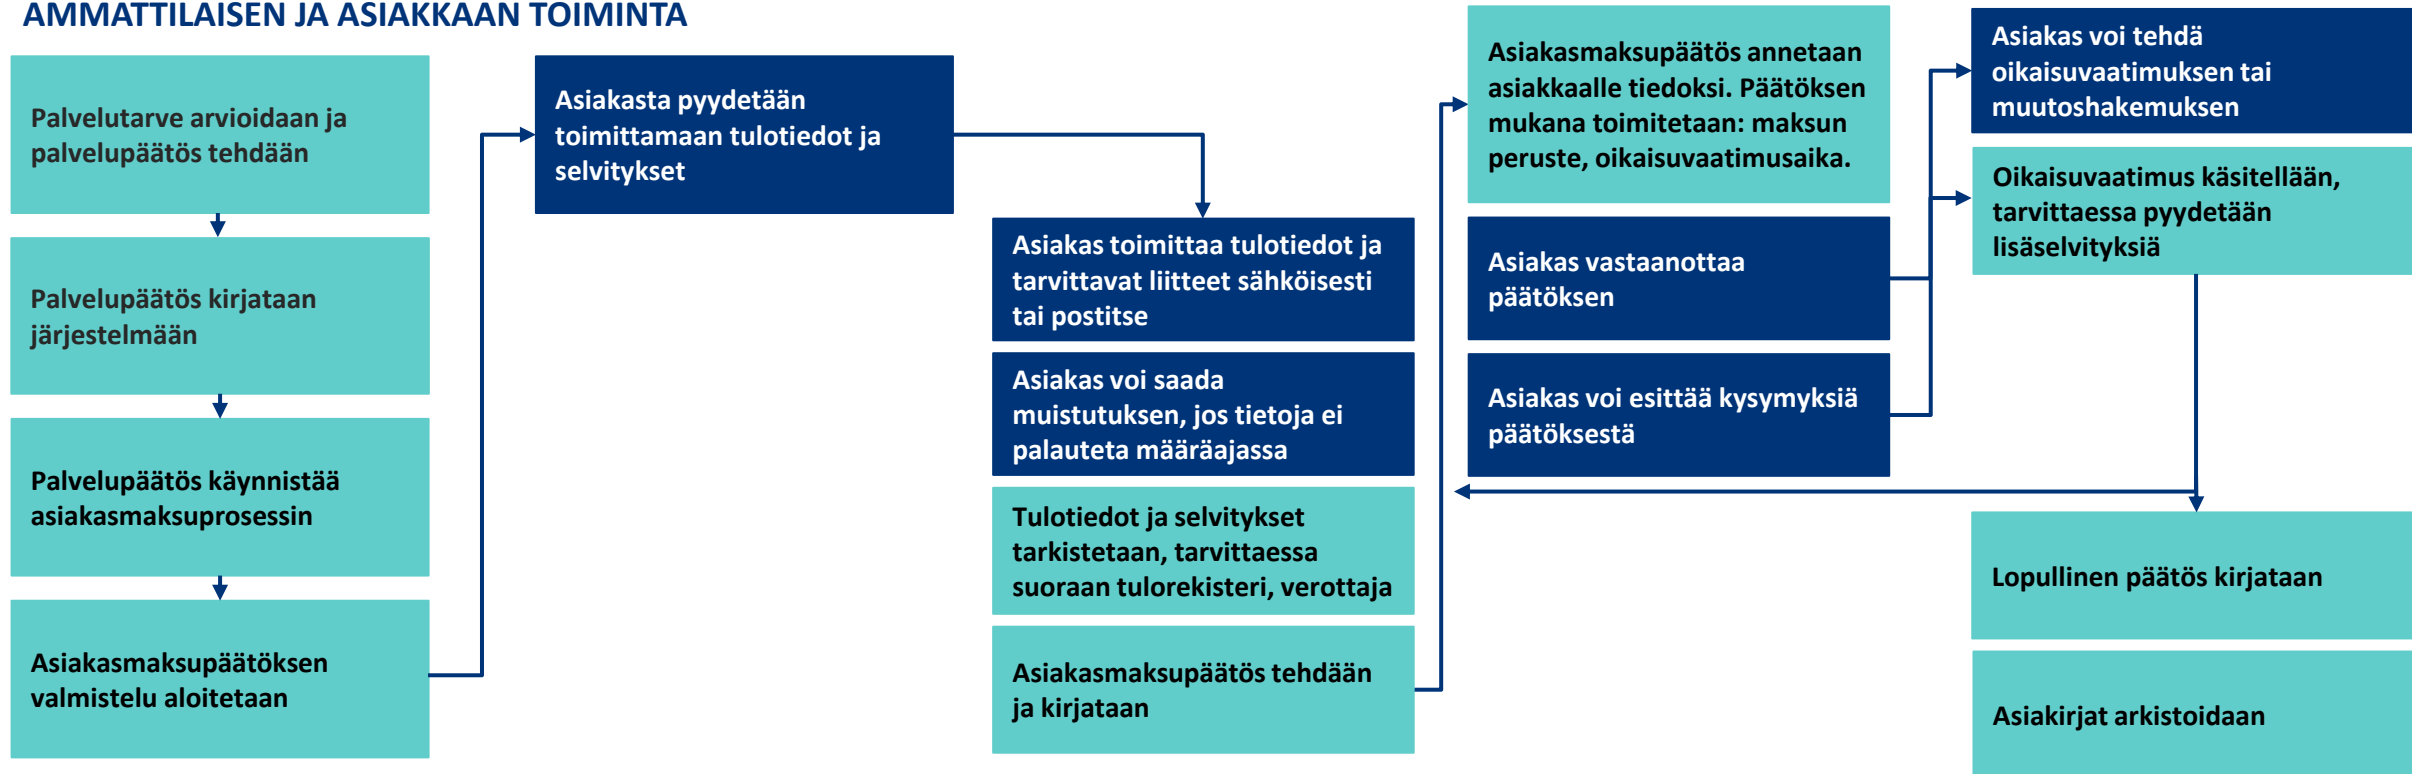 AMMATTILAISEN JA ASIAKKAAN TOIMINTA
Palvelutarve arvioidaan ja
palvelupäätös tehdään
Palvelupäätös kirjataan
järjestelmään
Palvelupäätös käynnistää
asiakasmaksuprosessin
Asiakasmaksupäätöksen
valmistelu aloitetaan
Asiakasta pyydetään
toimittamaan tulotiedot ja
selvitykset
Asiakas toimittaa tulotiedot ja
tarvittavat liitteet sähköisesti
tai postitse
Asiakas voi saada
muistutuksen, jos tietoja ei
palauteta määräajassa
Tulotiedot ja selvitykset
tarkistetaan, tarvittaessa
suoraan tulorekisteri, verottaja
Asiakasmaksupäätös tehdään
ja kirjataan
Asiakasmaksupäätös annetaan
asiakkaalle tiedoksi. Päätöksen
mukana toimitetaan: maksun
peruste, oikaisuvaatimusaika.
Asiakas vastaanottaa
päätöksen
Asiakas voi esittää kysymyksiä
päätöksestä
Asiakas voi tehdä
oikaisuvaatimuksen tai
muutoshakemuksen
Oikaisuvaatimus käsitellään,
tarvittaessa pyydetään
lisäselvityksiä
Lopullinen päätös kirjataan
Asiakirjat arkistoidaan